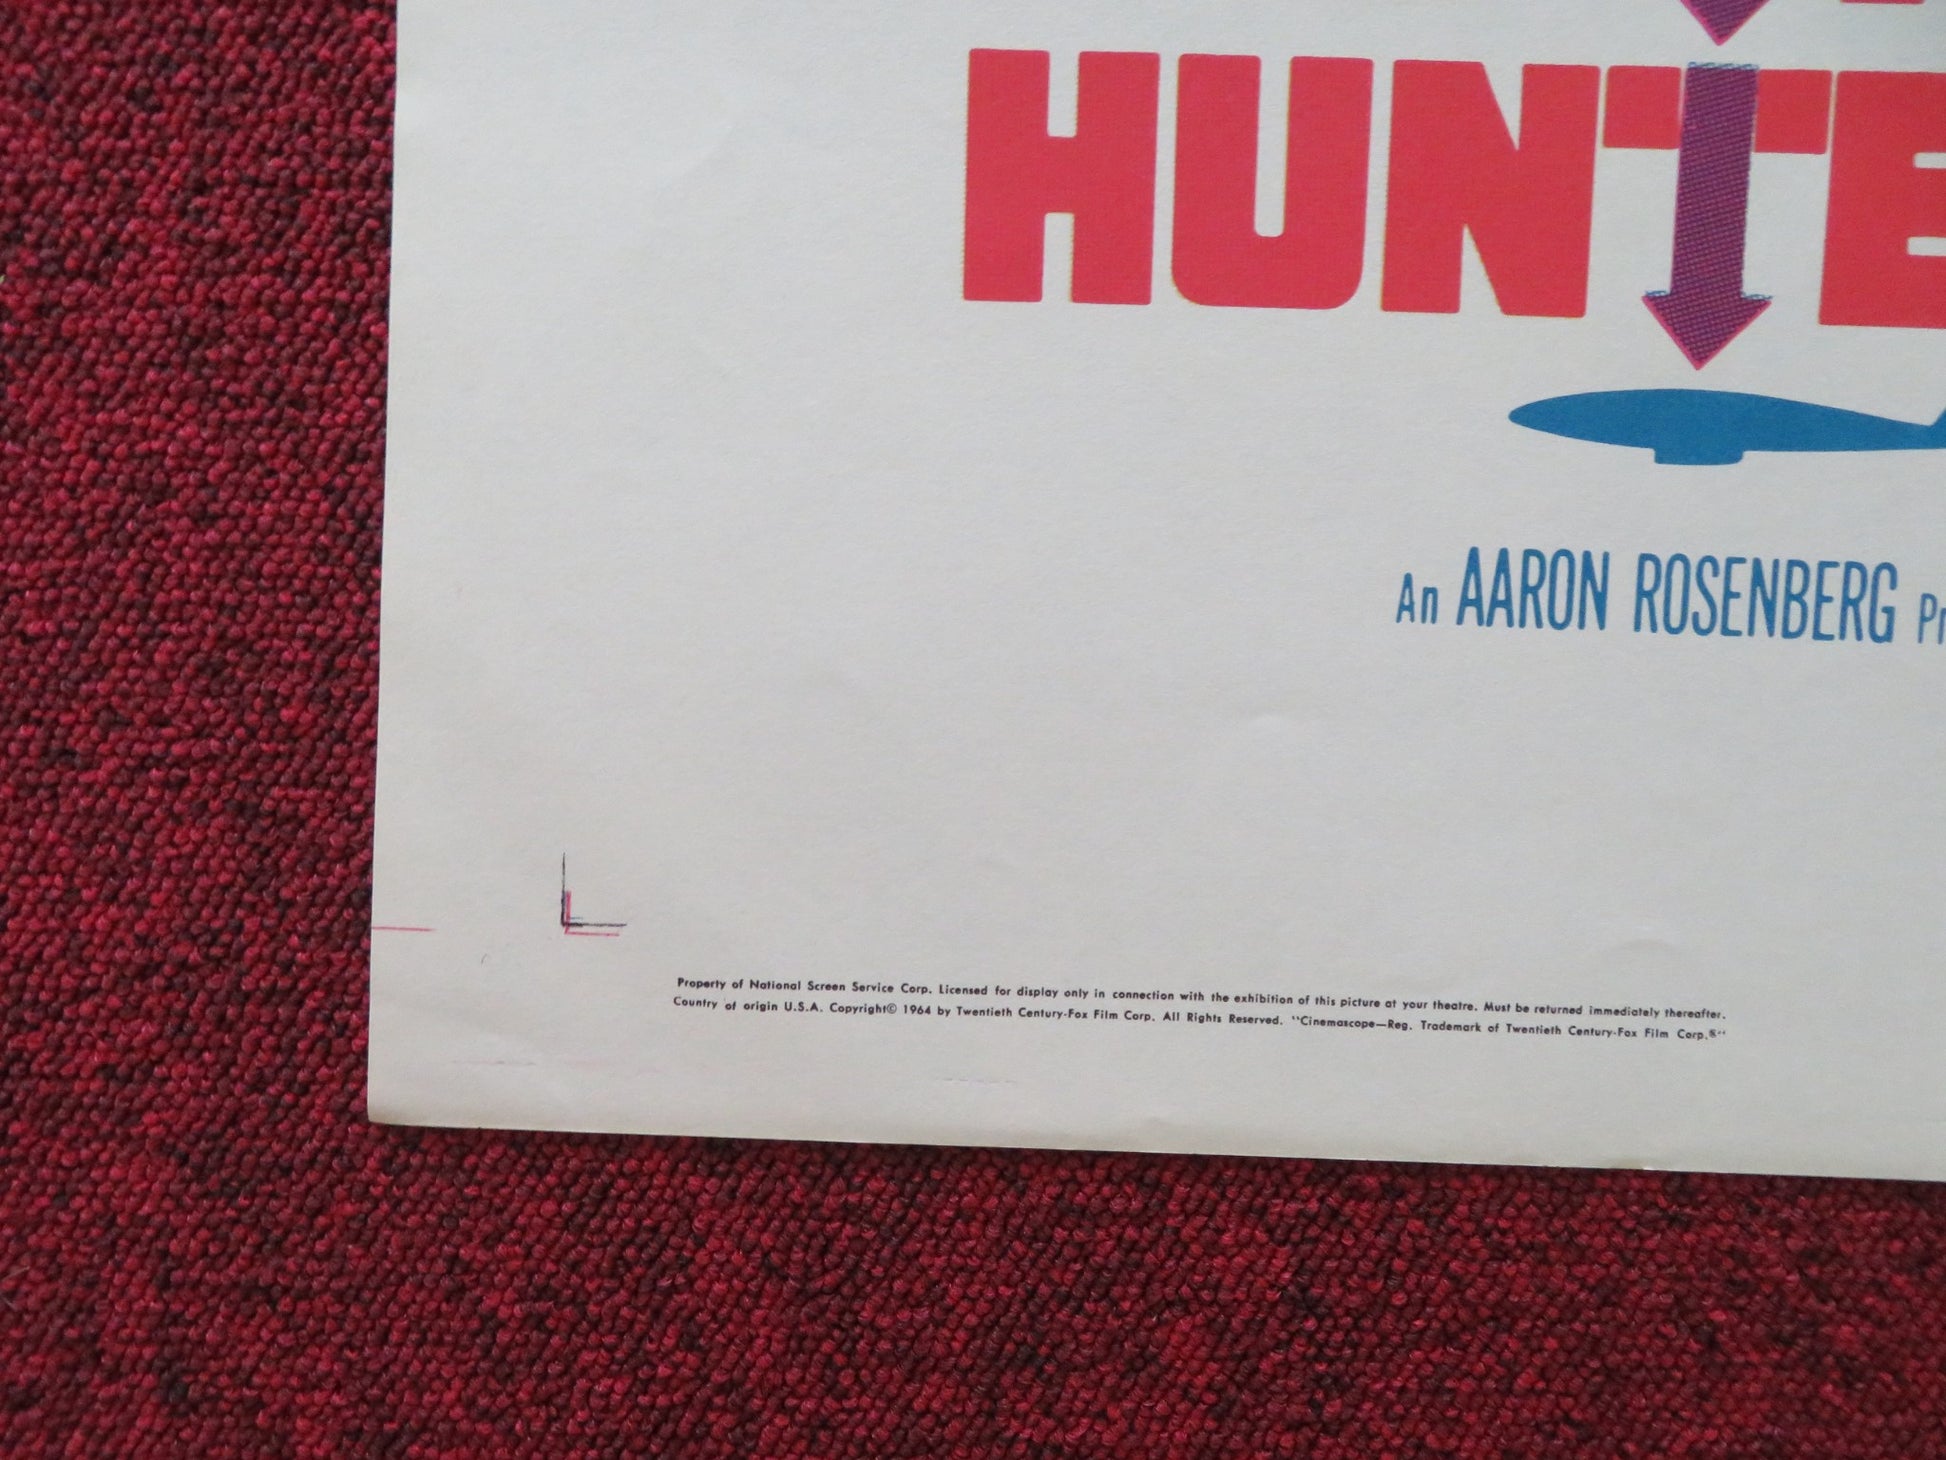 HUNTE
An AARON ROSENBERG Pr
Property of National Screen Service Corp. Licensed for display only in connection with the exhibition of this picture at your theatre. Must be returned immediately thereafter.
Country of origin U.S.A. Copyright© 1964 by Twentieth Century-Fox Film Corp. All Rights Reserved. "Cinemascope—Reg. Trademark of Twentieth Century-Fox Film Corp.®"